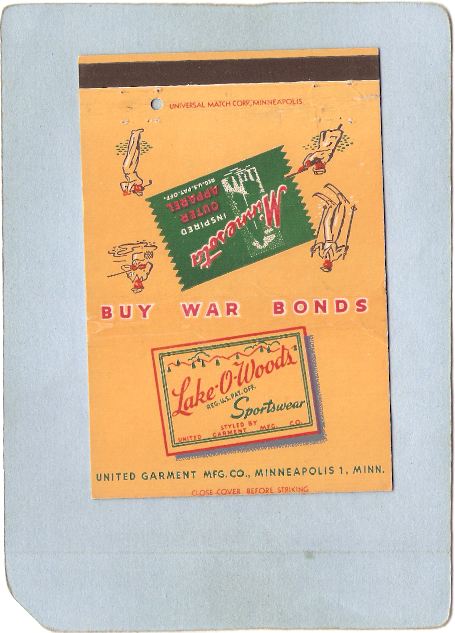 UNIVERSAL MATCH CORP., MINNEAPOLIS
Minnesota
INSPIRED
OUTER
APPAREL
REG. U.S. PAT. OFF.
BUY WAR BONDS
Lake-O-Woods
REG. U.S. PAT. OFF.
Sportswear
STYLED BY
UNITED GARMENT MFG. CO.
UNITED GARMENT MFG. CO., MINNEAPOLIS 1, MINN.
CLOSE COVER BEFORE STRIKING